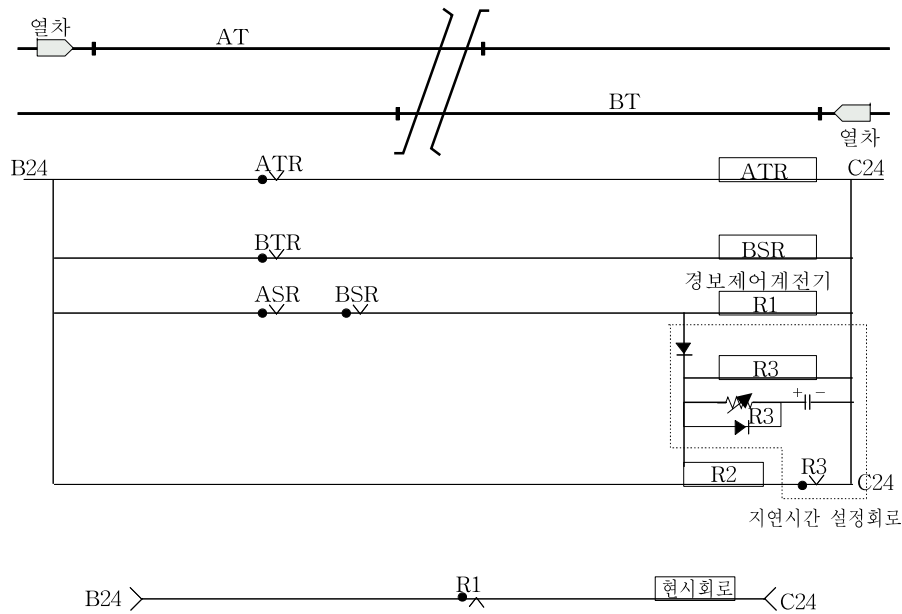 열차
AT
BT
열차
B24
ATR
ATR
C24
BTR
BSR
경보제어계전기
ASR
BSR
R1
R3
+ −
R3
R2
R3
C24
지연시간 설정회로
B24
R1
현시회로
C24